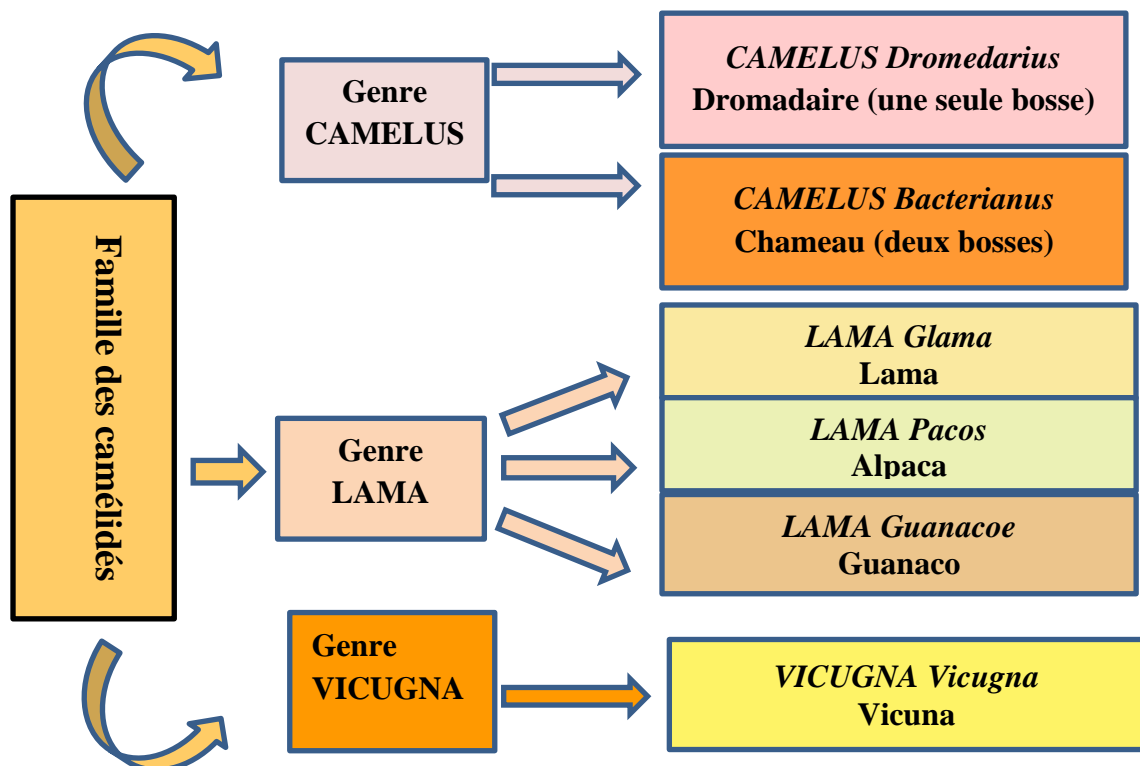 Famille des camélidés
Genre
CAMELUS
CAMELUS Dromedarius
Dromadaire (une seule bosse)
CAMELUS Bacterianus
Chameau (deux bosses)
Genre
LAMA
LAMA Glama
Lama
LAMA Pacos
Alpaca
LAMA Guanacoe
Guanaco
Genre
VICUGNA
VICUGNA Vicugna
Vicuna